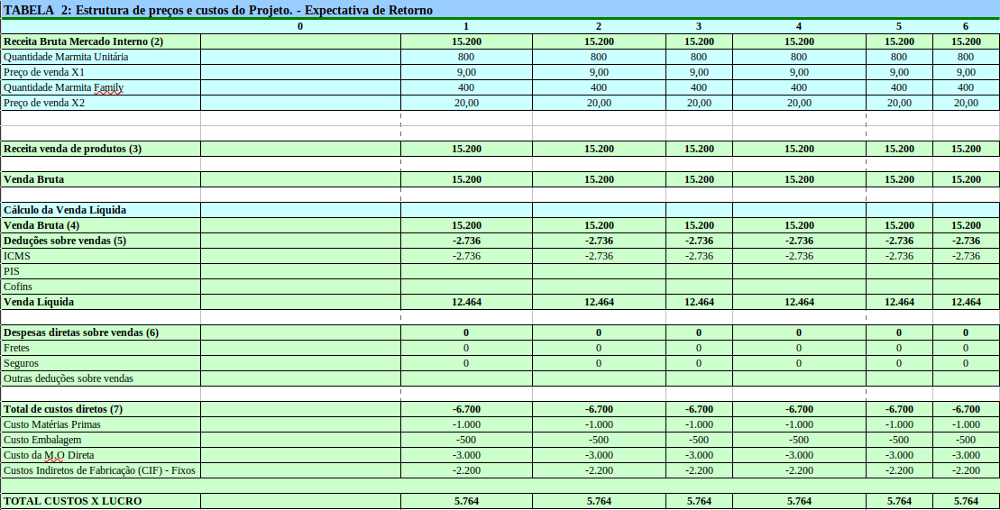 TABELA 2: Estrutura de preços e custos do Projeto. - Expectativa de Retorno
0 1 2 3 4 5 6
Receita Bruta Mercado Interno (2) 15.200 15.200 15.200 15.200 15.200 15.200
Quantidade Marmita Unitária 800 800 800 800 800 800
Preço de venda X1 9,00 9,00 9,00 9,00 9,00 9,00
Quantidade Marmita Family 400 400 400 400 400 400
Preço de venda X2 20,00 20,00 20,00 20,00 20,00 20,00
Receita venda de produtos (3) 15.200 15.200 15.200 15.200 15.200 15.200
Venda Bruta 15.200 15.200 15.200 15.200 15.200 15.200
Cálculo da Venda Líquida
Venda Bruta (4) 15.200 15.200 15.200 15.200 15.200 15.200
Deduções sobre vendas (5) -2.736 -2.736 -2.736 -2.736 -2.736 -2.736
ICMS -2.736 -2.736 -2.736 -2.736 -2.736 -2.736
PIS
Cofins
Venda Líquida 12.464 12.464 12.464 12.464 12.464 12.464
Despesas diretas sobre vendas (6) 0 0 0 0 0 0
Fretes 0 0 0 0 0 0
Seguros 0 0 0 0 0 0
Outras deduções sobre vendas
Total de custos diretos (7) -6.700 -6.700 -6.700 -6.700 -6.700 -6.700
Custo Matérias Primas -1.000 -1.000 -1.000 -1.000 -1.000 -1.000
Custo Embalagem -500 -500 -500 -500 -500 -500
Custo da M.O Direta -3.000 -3.000 -3.000 -3.000 -3.000 -3.000
Custos Indiretos de Fabricação (CIF) - Fixos -2.200 -2.200 -2.200 -2.200 -2.200 -2.200
TOTAL CUSTOS X LUCRO 5.764 5.764 5.764 5.764 5.764 5.764